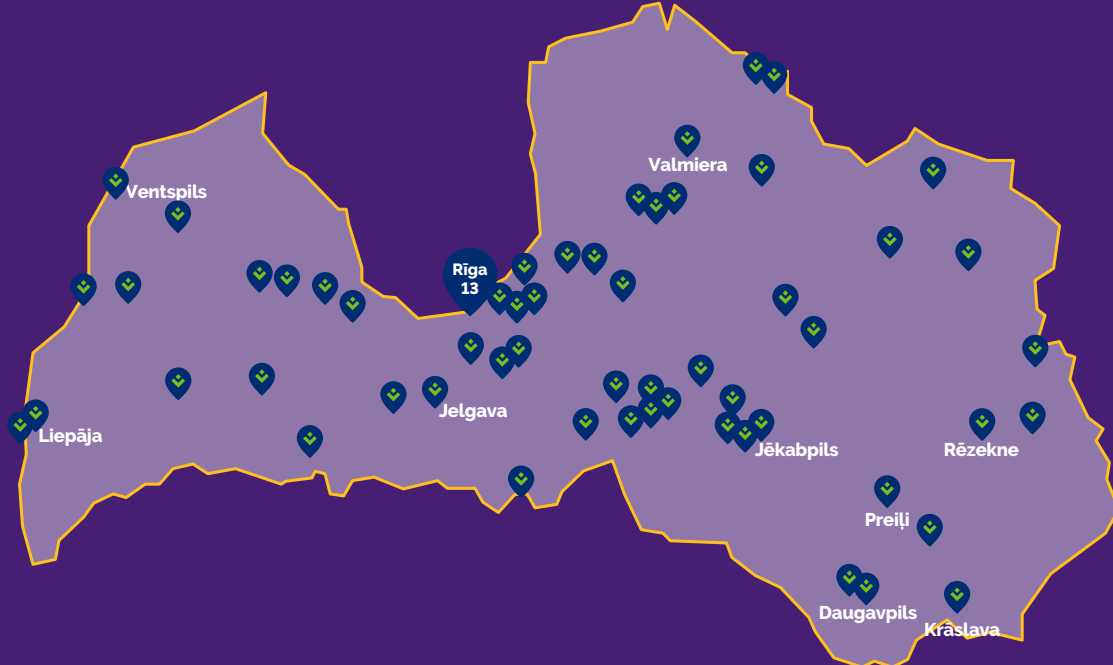 Valmiera
Ventspils
Rīga
13
Jelgava
Liepāja
Jēkabpils
Rēzekne
Preiļi
Daugavpils
Krāslava